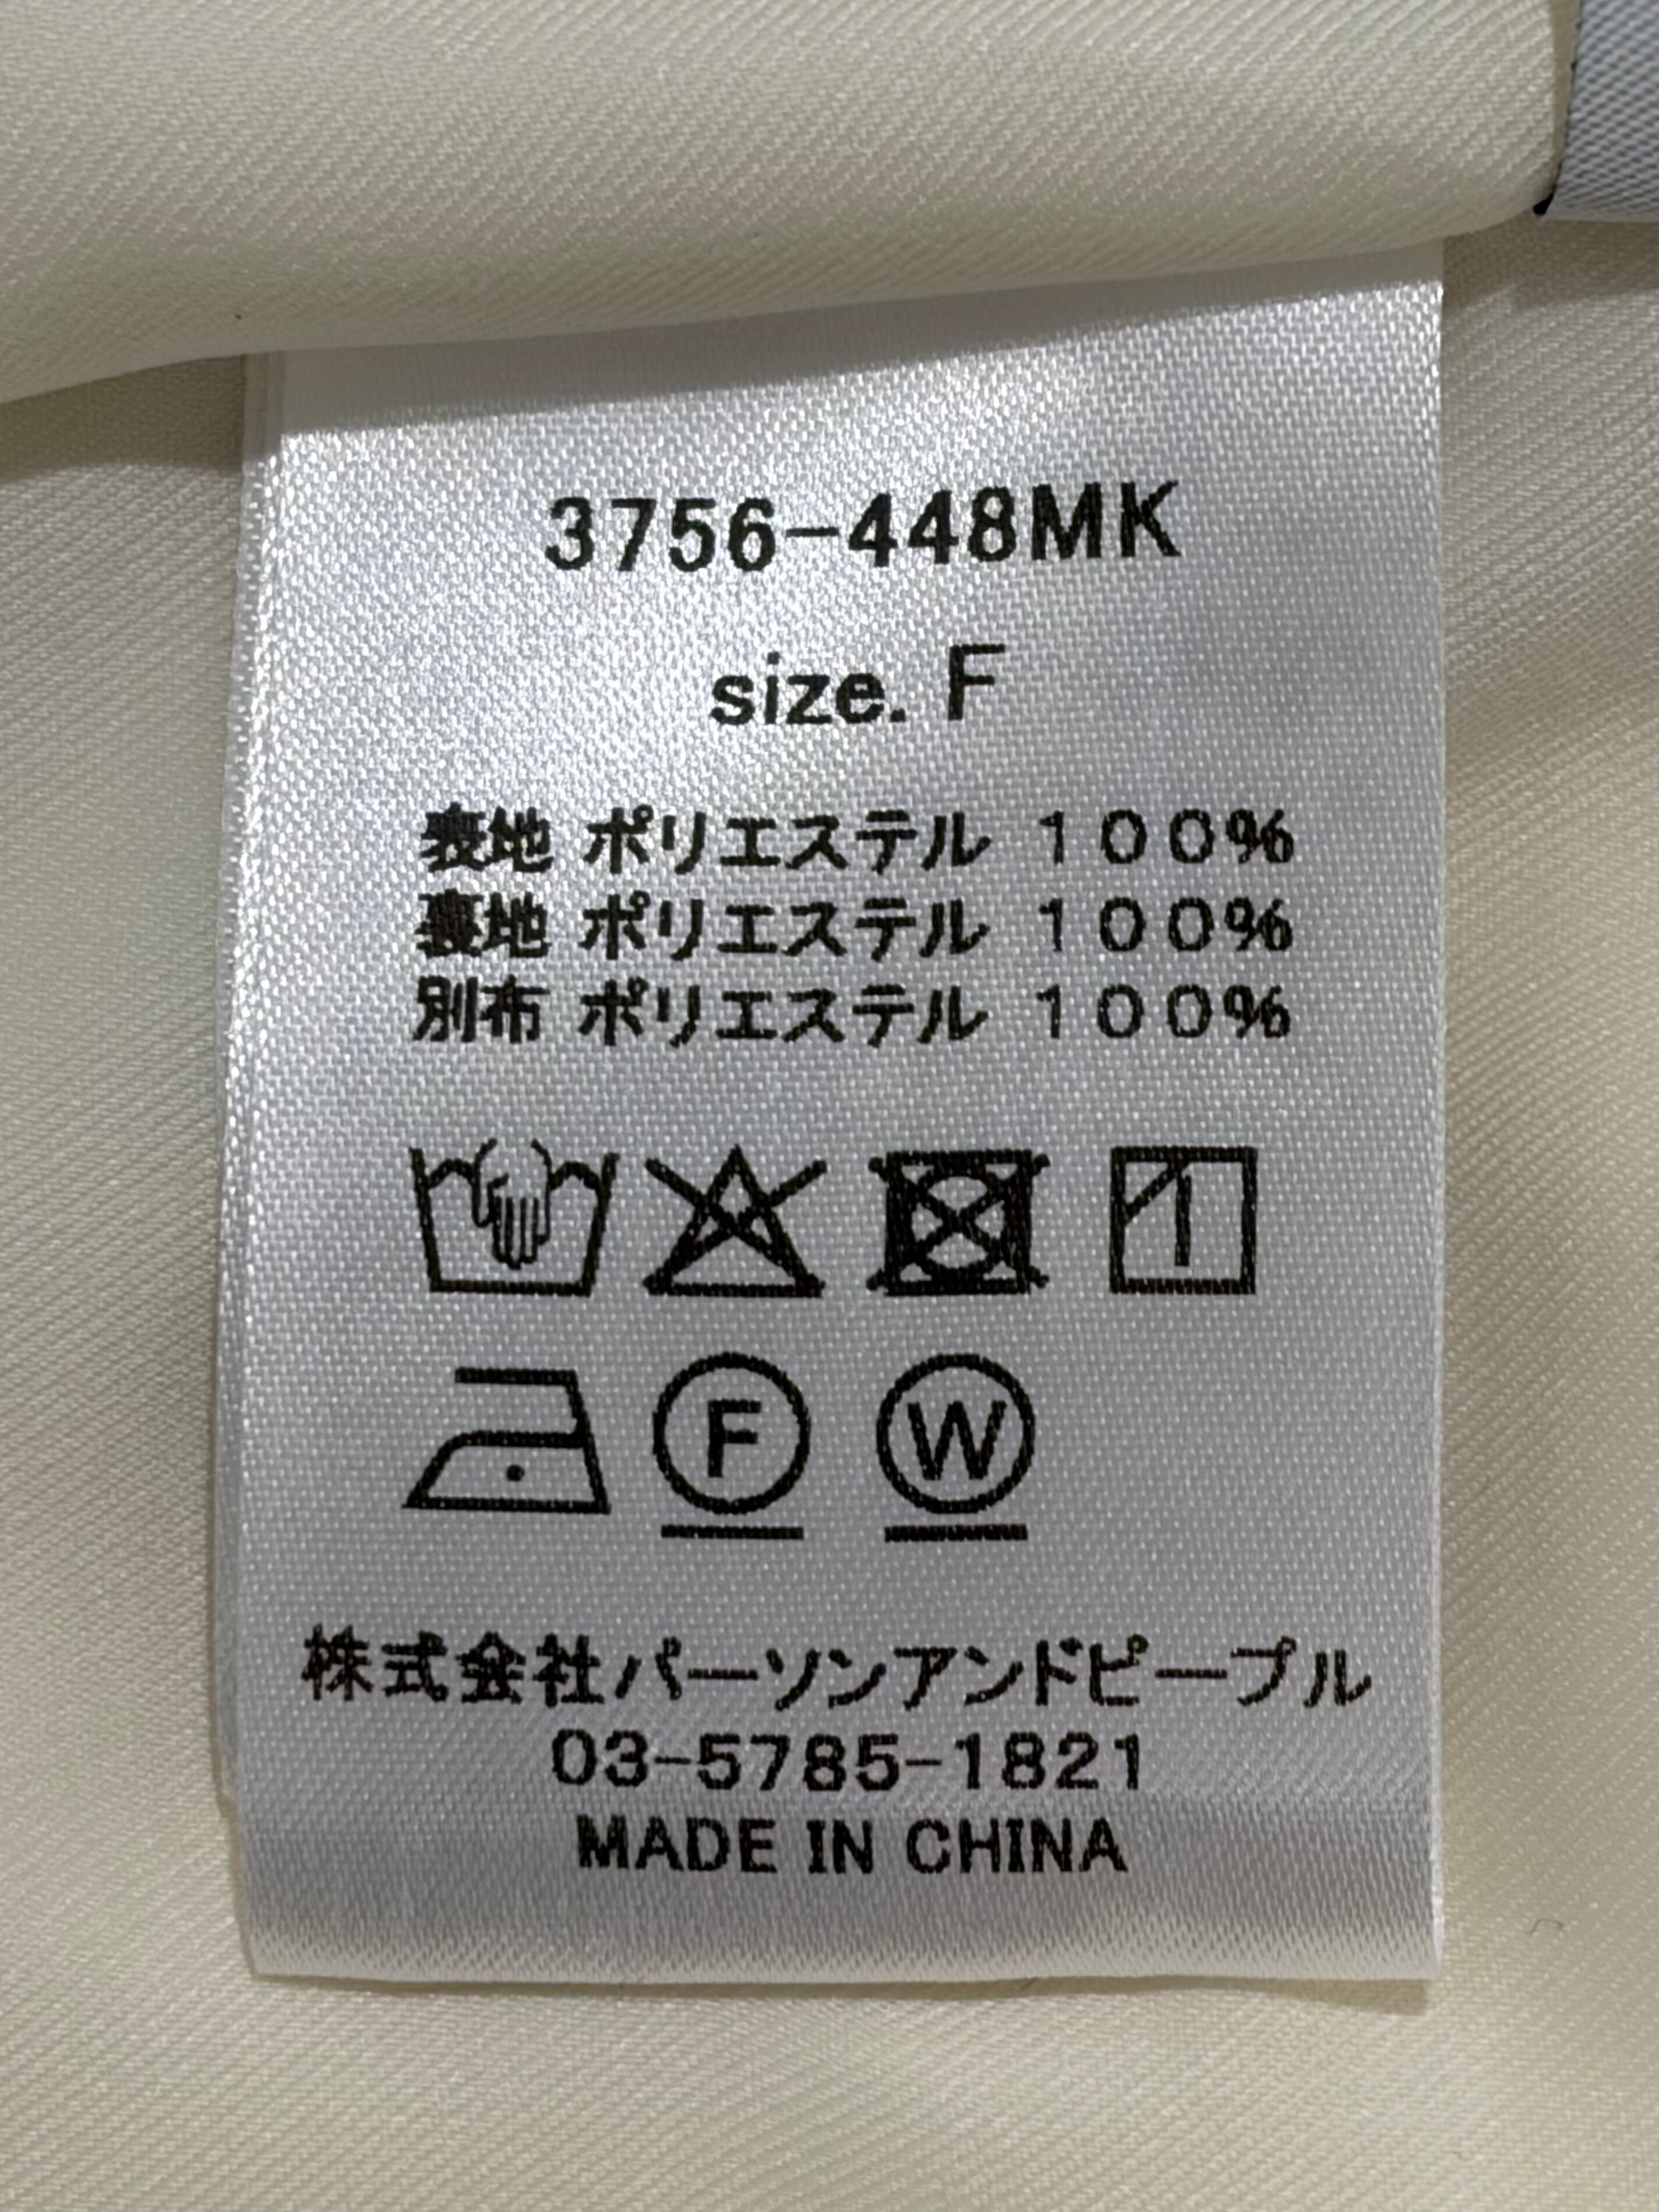 3756-448MK
size. F
表地 ポリエステル 100%
裏地 ポリエステル 100%
別布 ポリエステル 100%
F W
株式会社パーソンアンドピープル
03-5785-1821
MADE IN CHINA